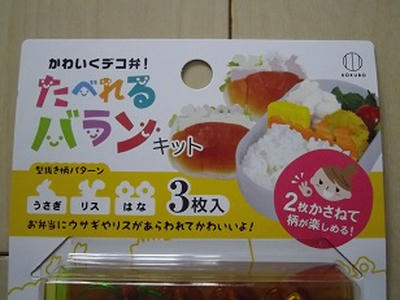 かわいくデコ弁!
KOKUBO
たべれる
バラン
キット
型抜き柄パターン
うさぎ リス はな
3枚入
2枚かさねて
柄が楽しめる!
お弁当にウサギやリスがあらわれてかわいいよ!